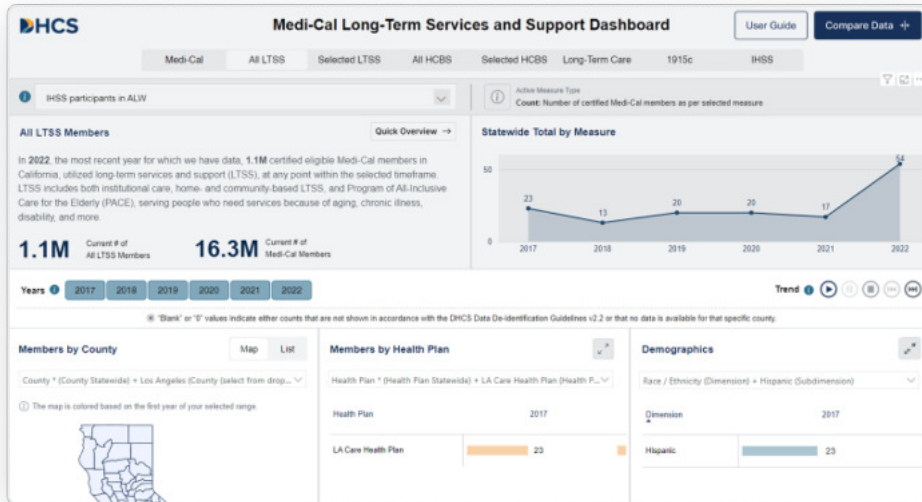 DHCS
Medi-Cal Long-Term Services and Support Dashboard
User Guide
Compare Data
Medi-Cal
All LTSS
Selected LTSS
All HCBS
Selected HCBS
Long-Term Care
1915c
IHSS
IHSS participants in ALW
Active Measure Type
Count: Number of certified Medi-Cal members as per selected measure
All LTSS Members
Quick Overview →
In 2022, the most recent year for which we have data, 1.1M certified eligible Medi-Cal members in
California, utilized long-term services and support (LTSS), at any point within the selected timeframe.
LTSS includes both institutional care, home- and community-based LTSS, and Program of All-Inclusive
Care for the Elderly (PACE), serving people who need services because of aging, chronic illness,
disability, and more.
1.1M
Current # of
All LTSS Members
16.3M
Current # of
Medi-Cal Members
Statewide Total by Measure
50
0
23
13
20
20
17
54
2017
2018
2019
2020
2021
2022
Years
2017
2018
2019
2020
2021
2022
Trend
"Blank" or "0" values indicate either counts that are not shown in accordance with the DHCS Data De-Identification Guidelines v2.2 or that no data is available for that specific county.
Members by County
Map
List
County * (County Statewide) + Los Angeles (County (select from drop...
The map is colored based on the first year of your selected range.
Members by Health Plan
Health Plan * (Health Plan Statewide) + LA Care Health Plan (Health P...
Health Plan
2017
LA Care Health Plan
23
Demographics
Race / Ethnicity (Dimension) + Hispanic (Subdimension)
Dimension
2017
Hispanic
23